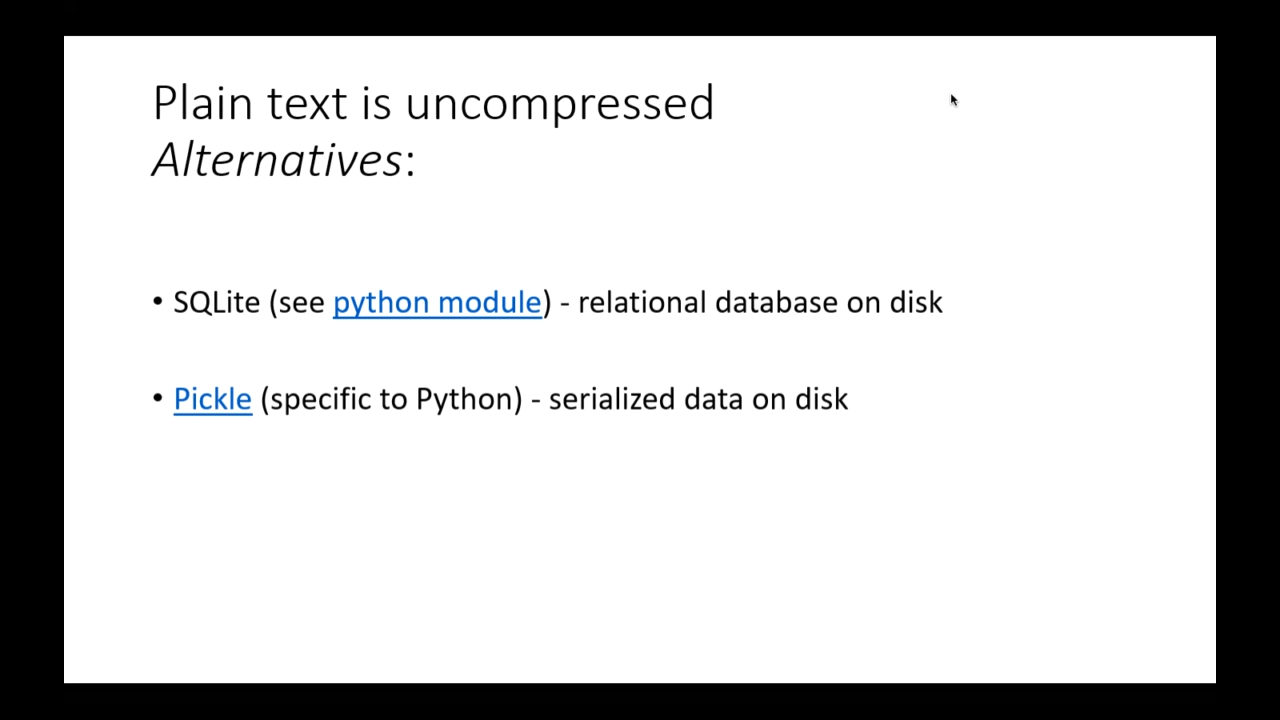 Plain text is uncompressed
Alternatives:
• SQLite (see python module) - relational database on disk
• Pickle (specific to Python) - serialized data on disk